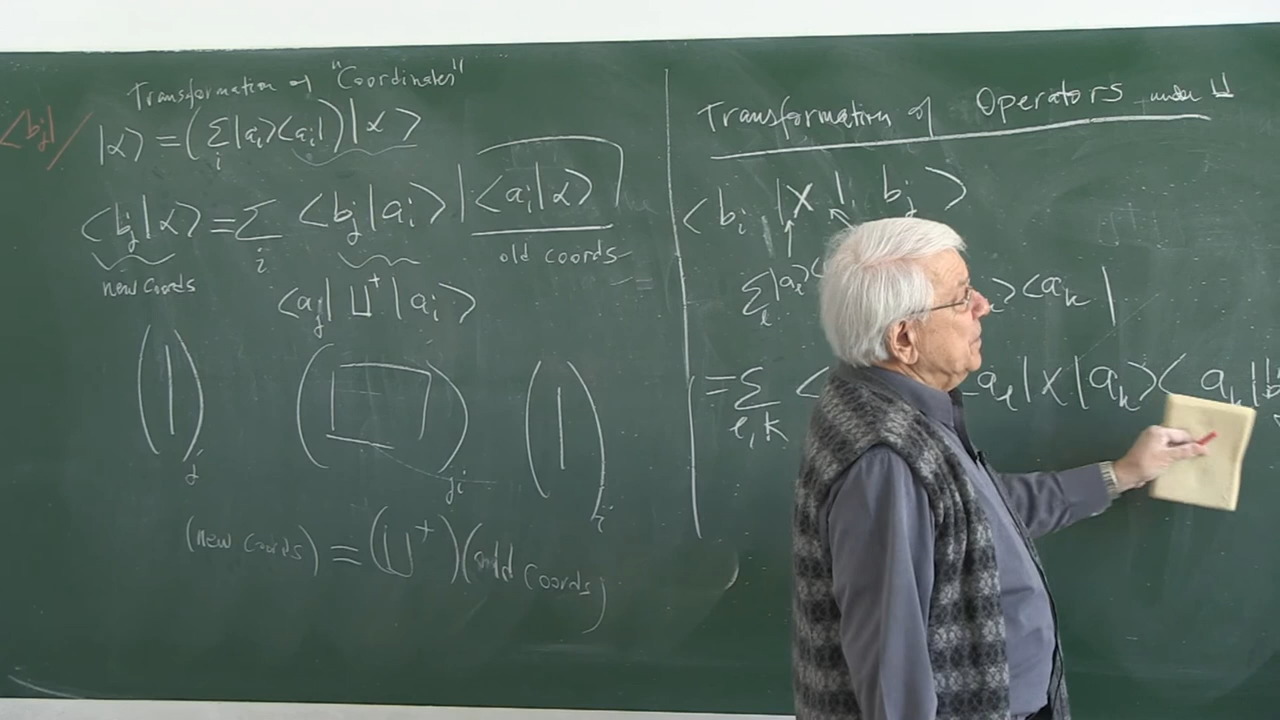 Transformation of "Coordinates"
<bj| / |α> = (Σi |ai><ai|)|α>
<bj|α> = Σi <bj|ai> <ai|α>
new coords
old coords
<aj| U† |ai>
j
ji
i
(new coords) = (U†)(old coords)
Transformation of Operators under U
<bi |X| bj>
Σℓ |aℓ>< > <ak|
= Σℓ,k < aℓ|X|ak><ak|b